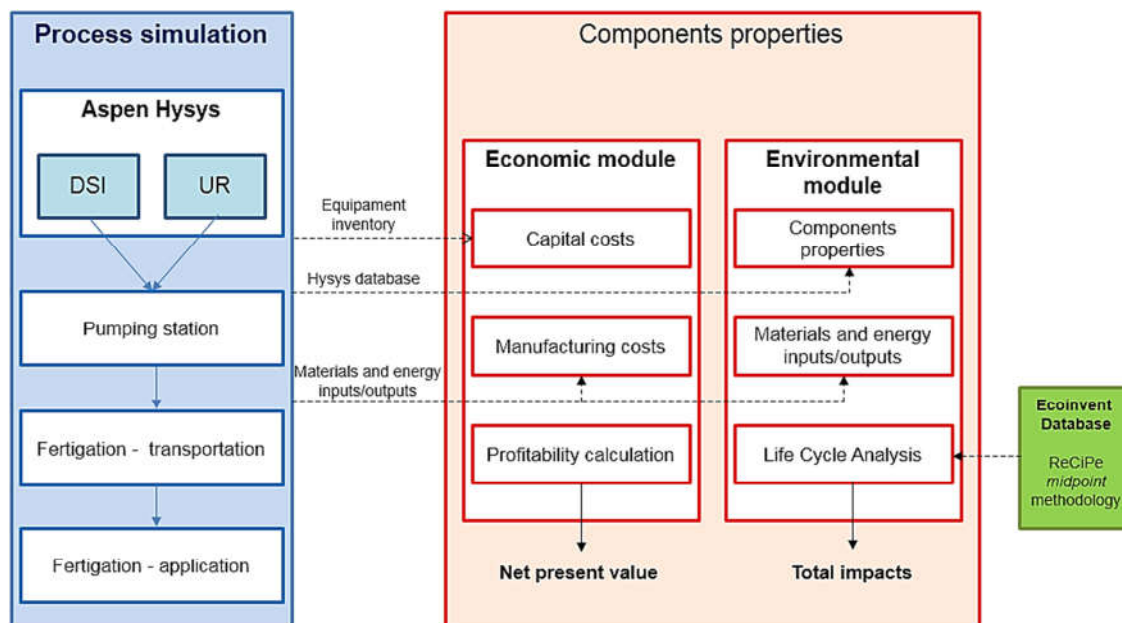 Process simulation
Aspen Hysys
DSI
UR
Pumping station
Fertigation - transportation
Fertigation - application
Equipament
inventory
Hysys database
Materials and energy
inputs/outputs
Components properties
Economic module
Capital costs
Manufacturing costs
Profitability calculation
Net present value
Environmental
module
Components
properties
Materials and energy
inputs/outputs
Life Cycle Analysis
Total impacts
Ecoinvent
Database
ReCiPe
midpoint
methodology